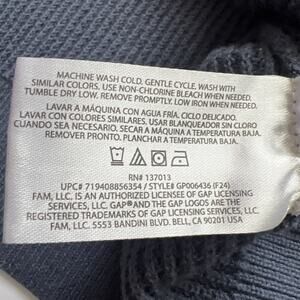 MACHINE WASH COLD. GENTLE CYCLE. WASH WITH
SIMILAR COLORS. USE NON-CHLORINE BLEACH WHEN NEEDED.
TUMBLE DRY LOW. REMOVE PROMPTLY. LOW IRON WHEN NEEDED.
LAVAR A MÁQUINA CON AGUA FRÍA. CICLO DELICADO.
LAVAR CON COLORES SIMILARES. USAR BLANQUEADOR SIN CLORO
CUANDO SEA NECESARIO. SECAR A MÁQUINA A TEMPERATURA BAJA.
REMOVER PRONTO. PLANCHAR A TEMPERATURA BAJA.
RN# 137013
UPC# 719408856354 / STYLE# GP006436 (F24)
FAM, LLC, IS AN AUTHORIZED LICENSEE OF GAP LICENSING
SERVICES, LLC. GAP® AND THE GAP LOGOS ARE THE
REGISTERED TRADEMARKS OF GAP LICENSING SERVICES, LLC.
FAM, LLC. 5553 BANDINI BLVD. BELL, CA 90201 USA